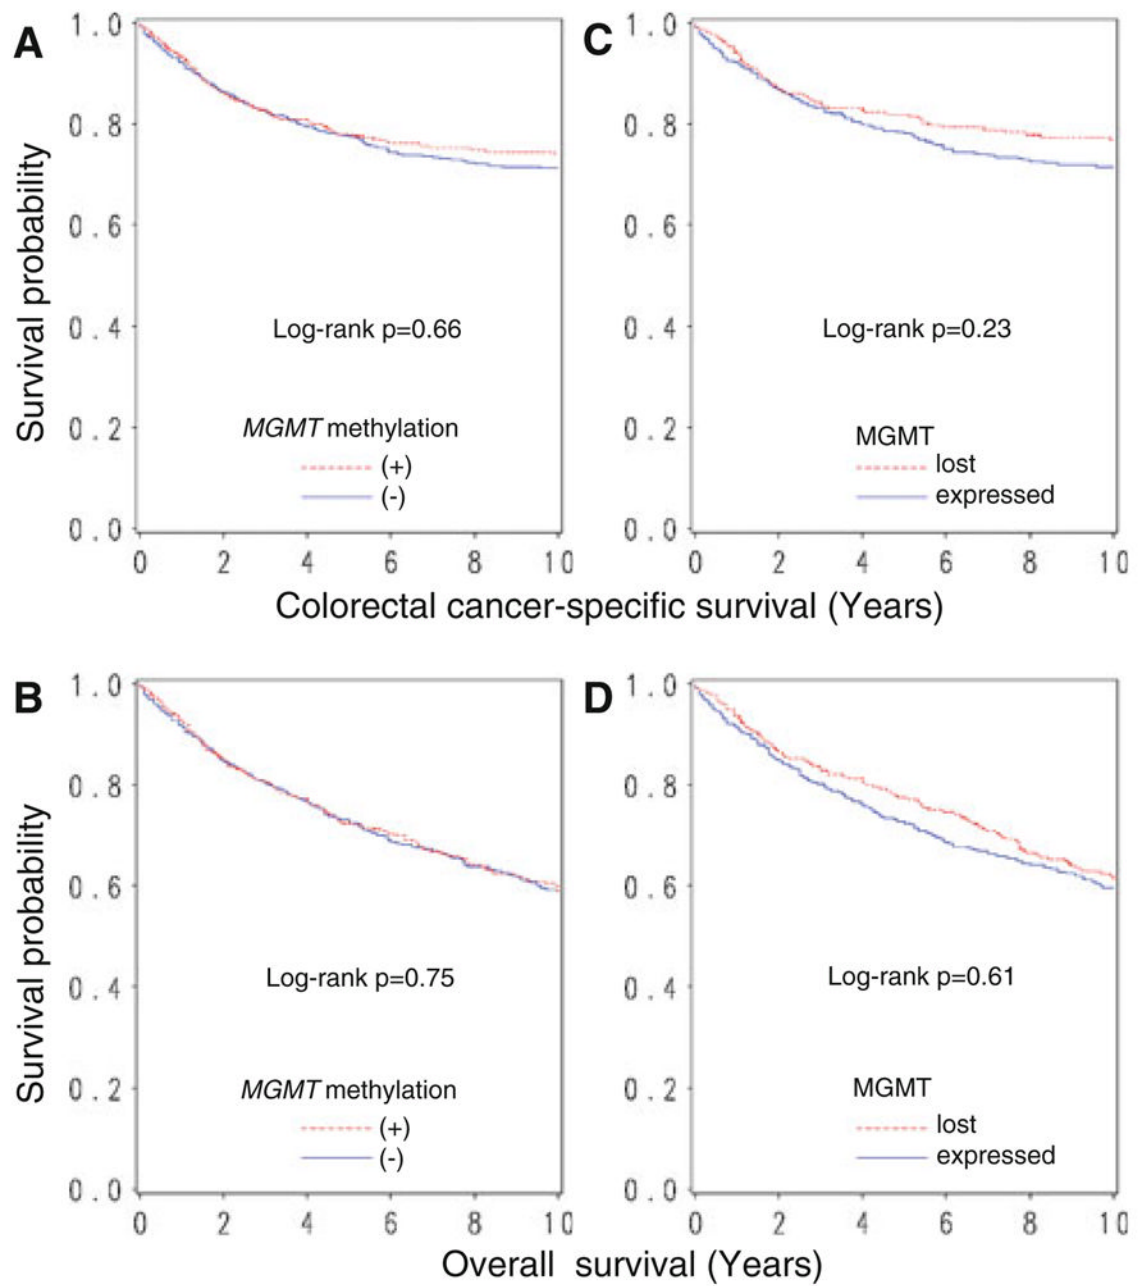 A
Survival probability
1.0
0.8
0.6
0.4
0.2
0.0
Log-rank p=0.66
MGMT methylation
(+)
(-)
0 2 4 6 8 10
C
1.0
0.8
0.6
0.4
0.2
0.0
Log-rank p=0.23
MGMT
lost
expressed
0 2 4 6 8 10
Colorectal cancer-specific survival (Years)
B
Survival probability
1.0
0.8
0.6
0.4
0.2
0.0
Log-rank p=0.75
MGMT methylation
(+)
(-)
0 2 4 6 8 10
D
1.0
0.8
0.6
0.4
0.2
0.0
Log-rank p=0.61
MGMT
lost
expressed
0 2 4 6 8 10
Overall survival (Years)